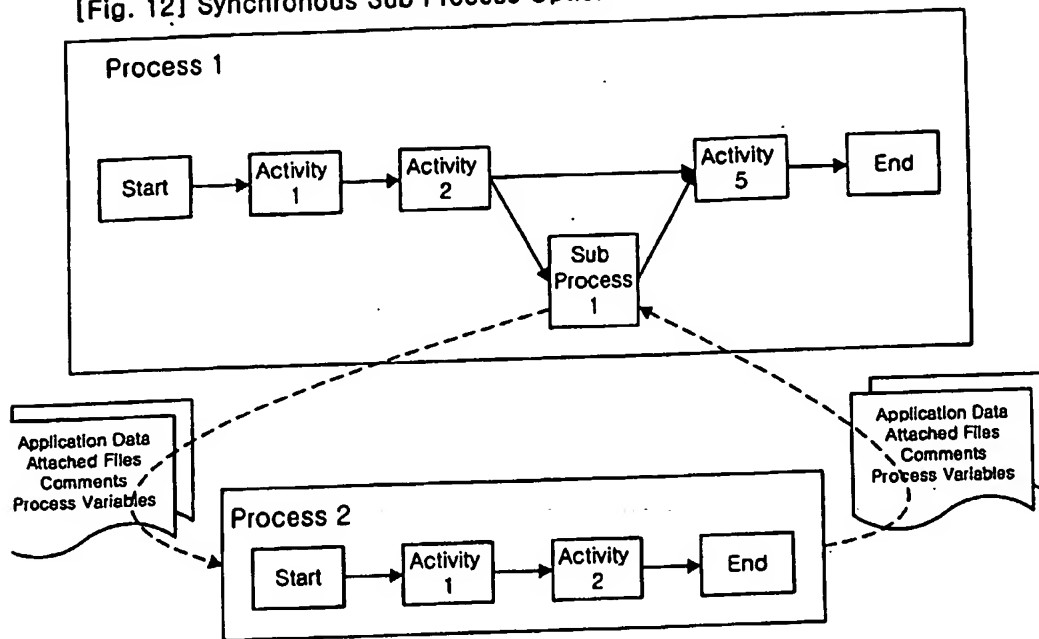 [Fig. 12] Synchronous Sub Process
Process 1
Start
Activity
1
Activity
2
Sub
Process
1
Activity
5
End
Application Data
Attached Files
Comments
Process Variables
Application Data
Attached Files
Comments
Process Variables
Process 2
Start
Activity
1
Activity
2
End